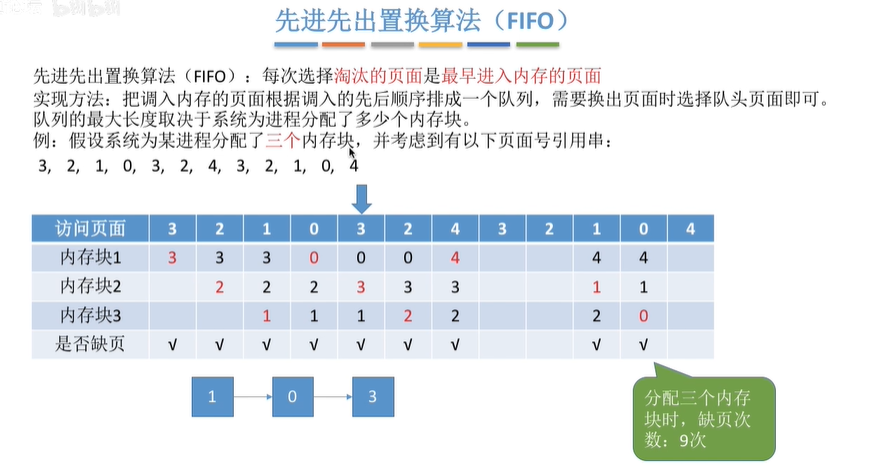 bilibili
先进先出置换算法（FIFO）
先进先出置换算法（FIFO）：每次选择淘汰的页面是最早进入内存的页面
实现方法：把调入内存的页面根据调入的先后顺序排成一个队列，需要换出页面时选择队头页面即可。
队列的最大长度取决于系统为进程分配了多少个内存块。
例：假设系统为某进程分配了三个内存块，并考虑到有以下页面号引用串：
3, 2, 1, 0, 3, 2, 4, 3, 2, 1, 0, 4
访问页面 3 2 1 0 3 2 4 3 2 1 0 4
内存块1 3 3 3 0 0 0 4 4 4
内存块2 2 2 2 3 3 3 1 1
内存块3 1 1 1 2 2 2 0
是否缺页 √ √ √ √ √ √ √ √ √
1 0 3
分配三个内存
块时，缺页次
数：9次